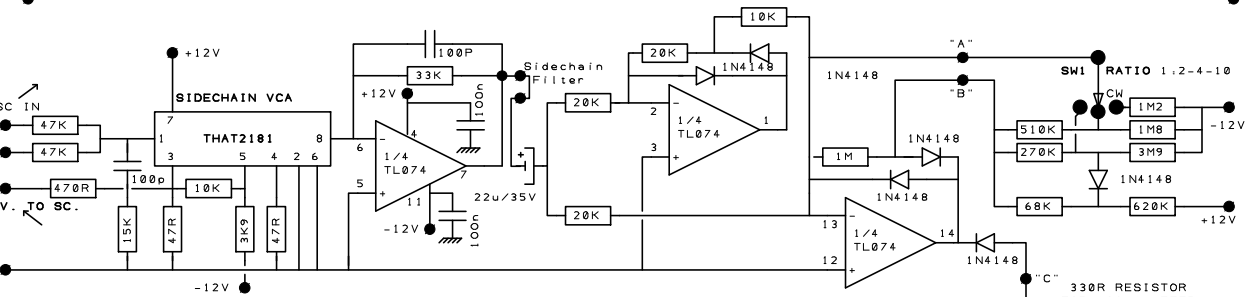 10K
20K
1N4148
100P
33K
+12V
100n
Sidechain
Filter
"A"
1N4148
"B"
SW1 RATIO 1:2-4-10
CW
1M2
-12V
510K
1M8
270K
3M9
1N4148
68K
620K
+12V
+12V
SC IN
SIDECHAIN VCA
47K
47K
7
1
THAT2181
8
3
5
4
2
6
100p
470R
10K
V. TO SC.
15K
47R
3K9
47R
-12V
6
5
4
1/4
TL074
7
11
-12V
100n
22u/35V
20K
20K
2
3
1/4
TL074
1
1M
1N4148
1N4148
13
12
1/4
TL074
14
1N4148
"C"
330R RESISTOR